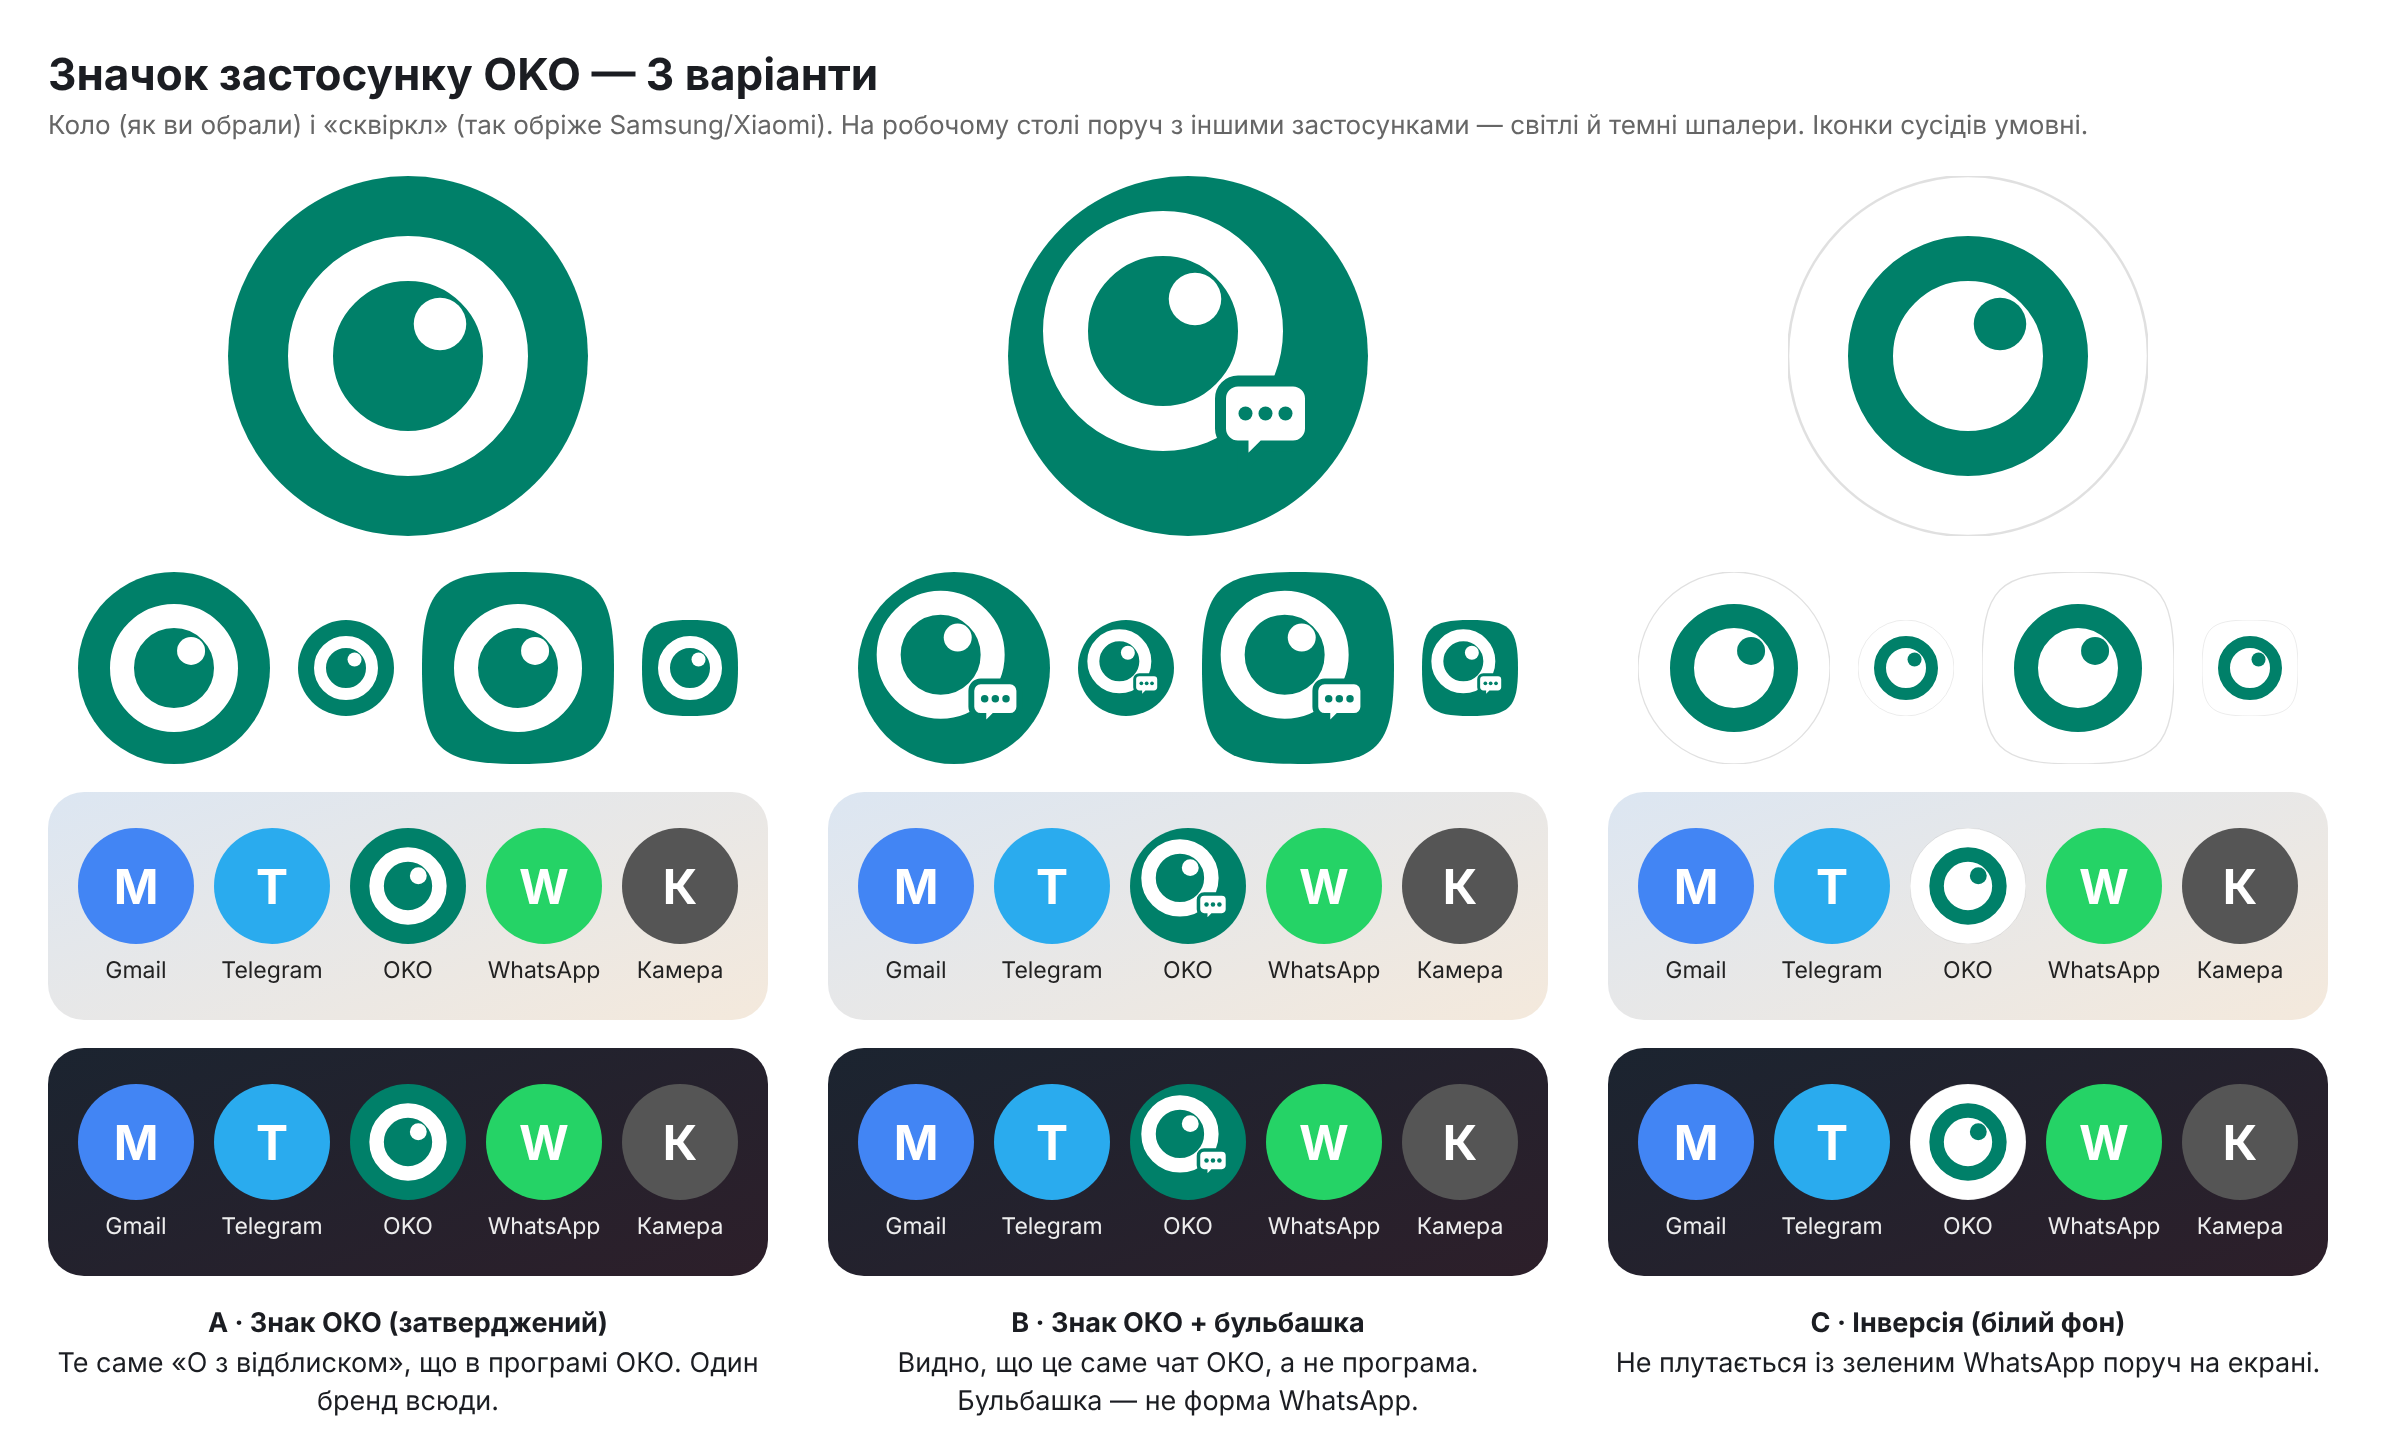 Значок застосунку ОКО — 3 варіанти
Коло (як ви обрали) і «сквіркл» (так обріже Samsung/Xiaomi). На робочому столі поруч з іншими застосунками — світлі й темні шпалери. Іконки сусідів умовні.
M T W К
Gmail Telegram ОКО WhatsApp Камера
M T W К
Gmail Telegram ОКО WhatsApp Камера
M T W К
Gmail Telegram ОКО WhatsApp Камера
M T W К
Gmail Telegram ОКО WhatsApp Камера
M T W К
Gmail Telegram ОКО WhatsApp Камера
M T W К
Gmail Telegram ОКО WhatsApp Камера
A · Знак ОКО (затверджений)
Те саме «О з відблиском», що в програмі ОКО. Один
бренд всюди.
B · Знак ОКО + бульбашка
Видно, що це саме чат ОКО, а не програма.
Бульбашка — не форма WhatsApp.
C · Інверсія (білий фон)
Не плутається із зеленим WhatsApp поруч на екрані.